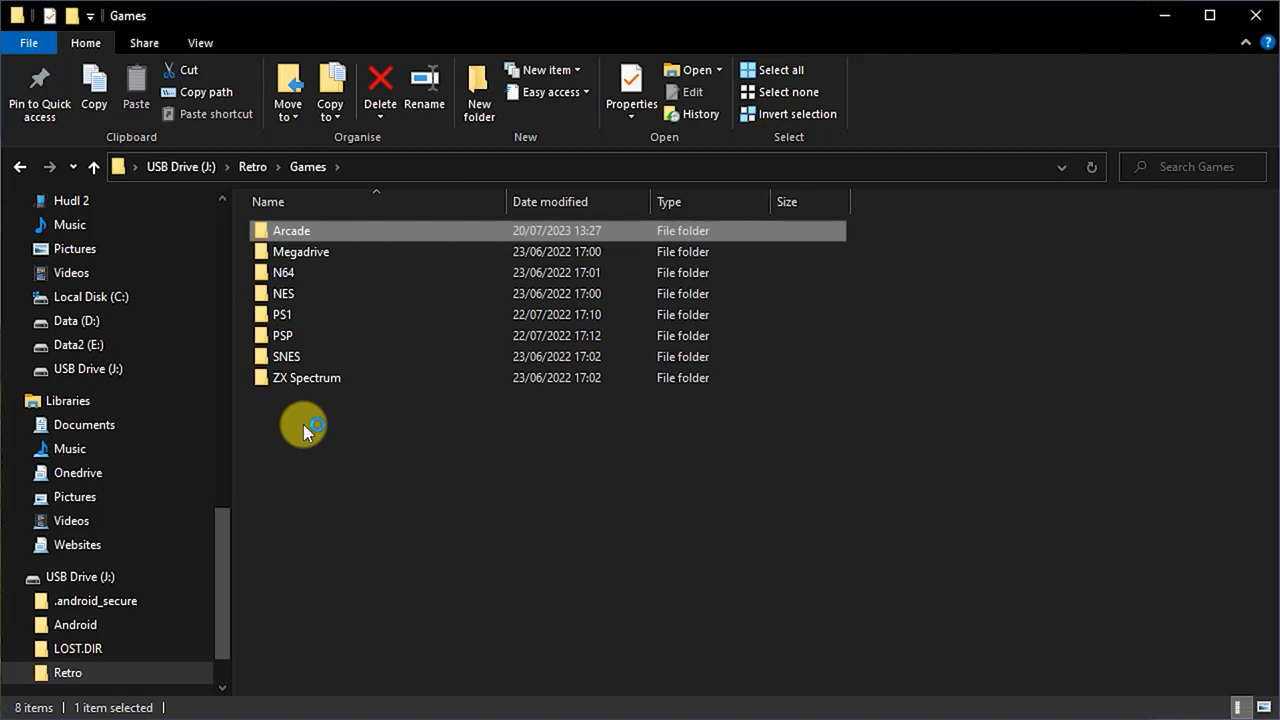 Games
File Home Share View
Pin to Quick access
Copy
Paste
Cut
Copy path
Paste shortcut
Move to
Copy to
Delete
Rename
New folder
New item
Easy access
Properties
Open
Edit
History
Select all
Select none
Invert selection
Clipboard Organise New Open Select
USB Drive (J:) Retro Games Search Games
Name Date modified Type Size
Arcade 20/07/2023 13:27 File folder
Megadrive 23/06/2022 17:00 File folder
N64 23/06/2022 17:01 File folder
NES 23/06/2022 17:00 File folder
PS1 22/07/2022 17:10 File folder
PSP 22/07/2022 17:12 File folder
SNES 23/06/2022 17:02 File folder
ZX Spectrum 23/06/2022 17:02 File folder
Hudl 2
Music
Pictures
Videos
Local Disk (C:)
Data (D:)
Data2 (E:)
USB Drive (J:)
Libraries
Documents
Music
Onedrive
Pictures
Videos
Websites
USB Drive (J:)
.android_secure
Android
LOST.DIR
Retro
8 items 1 item selected